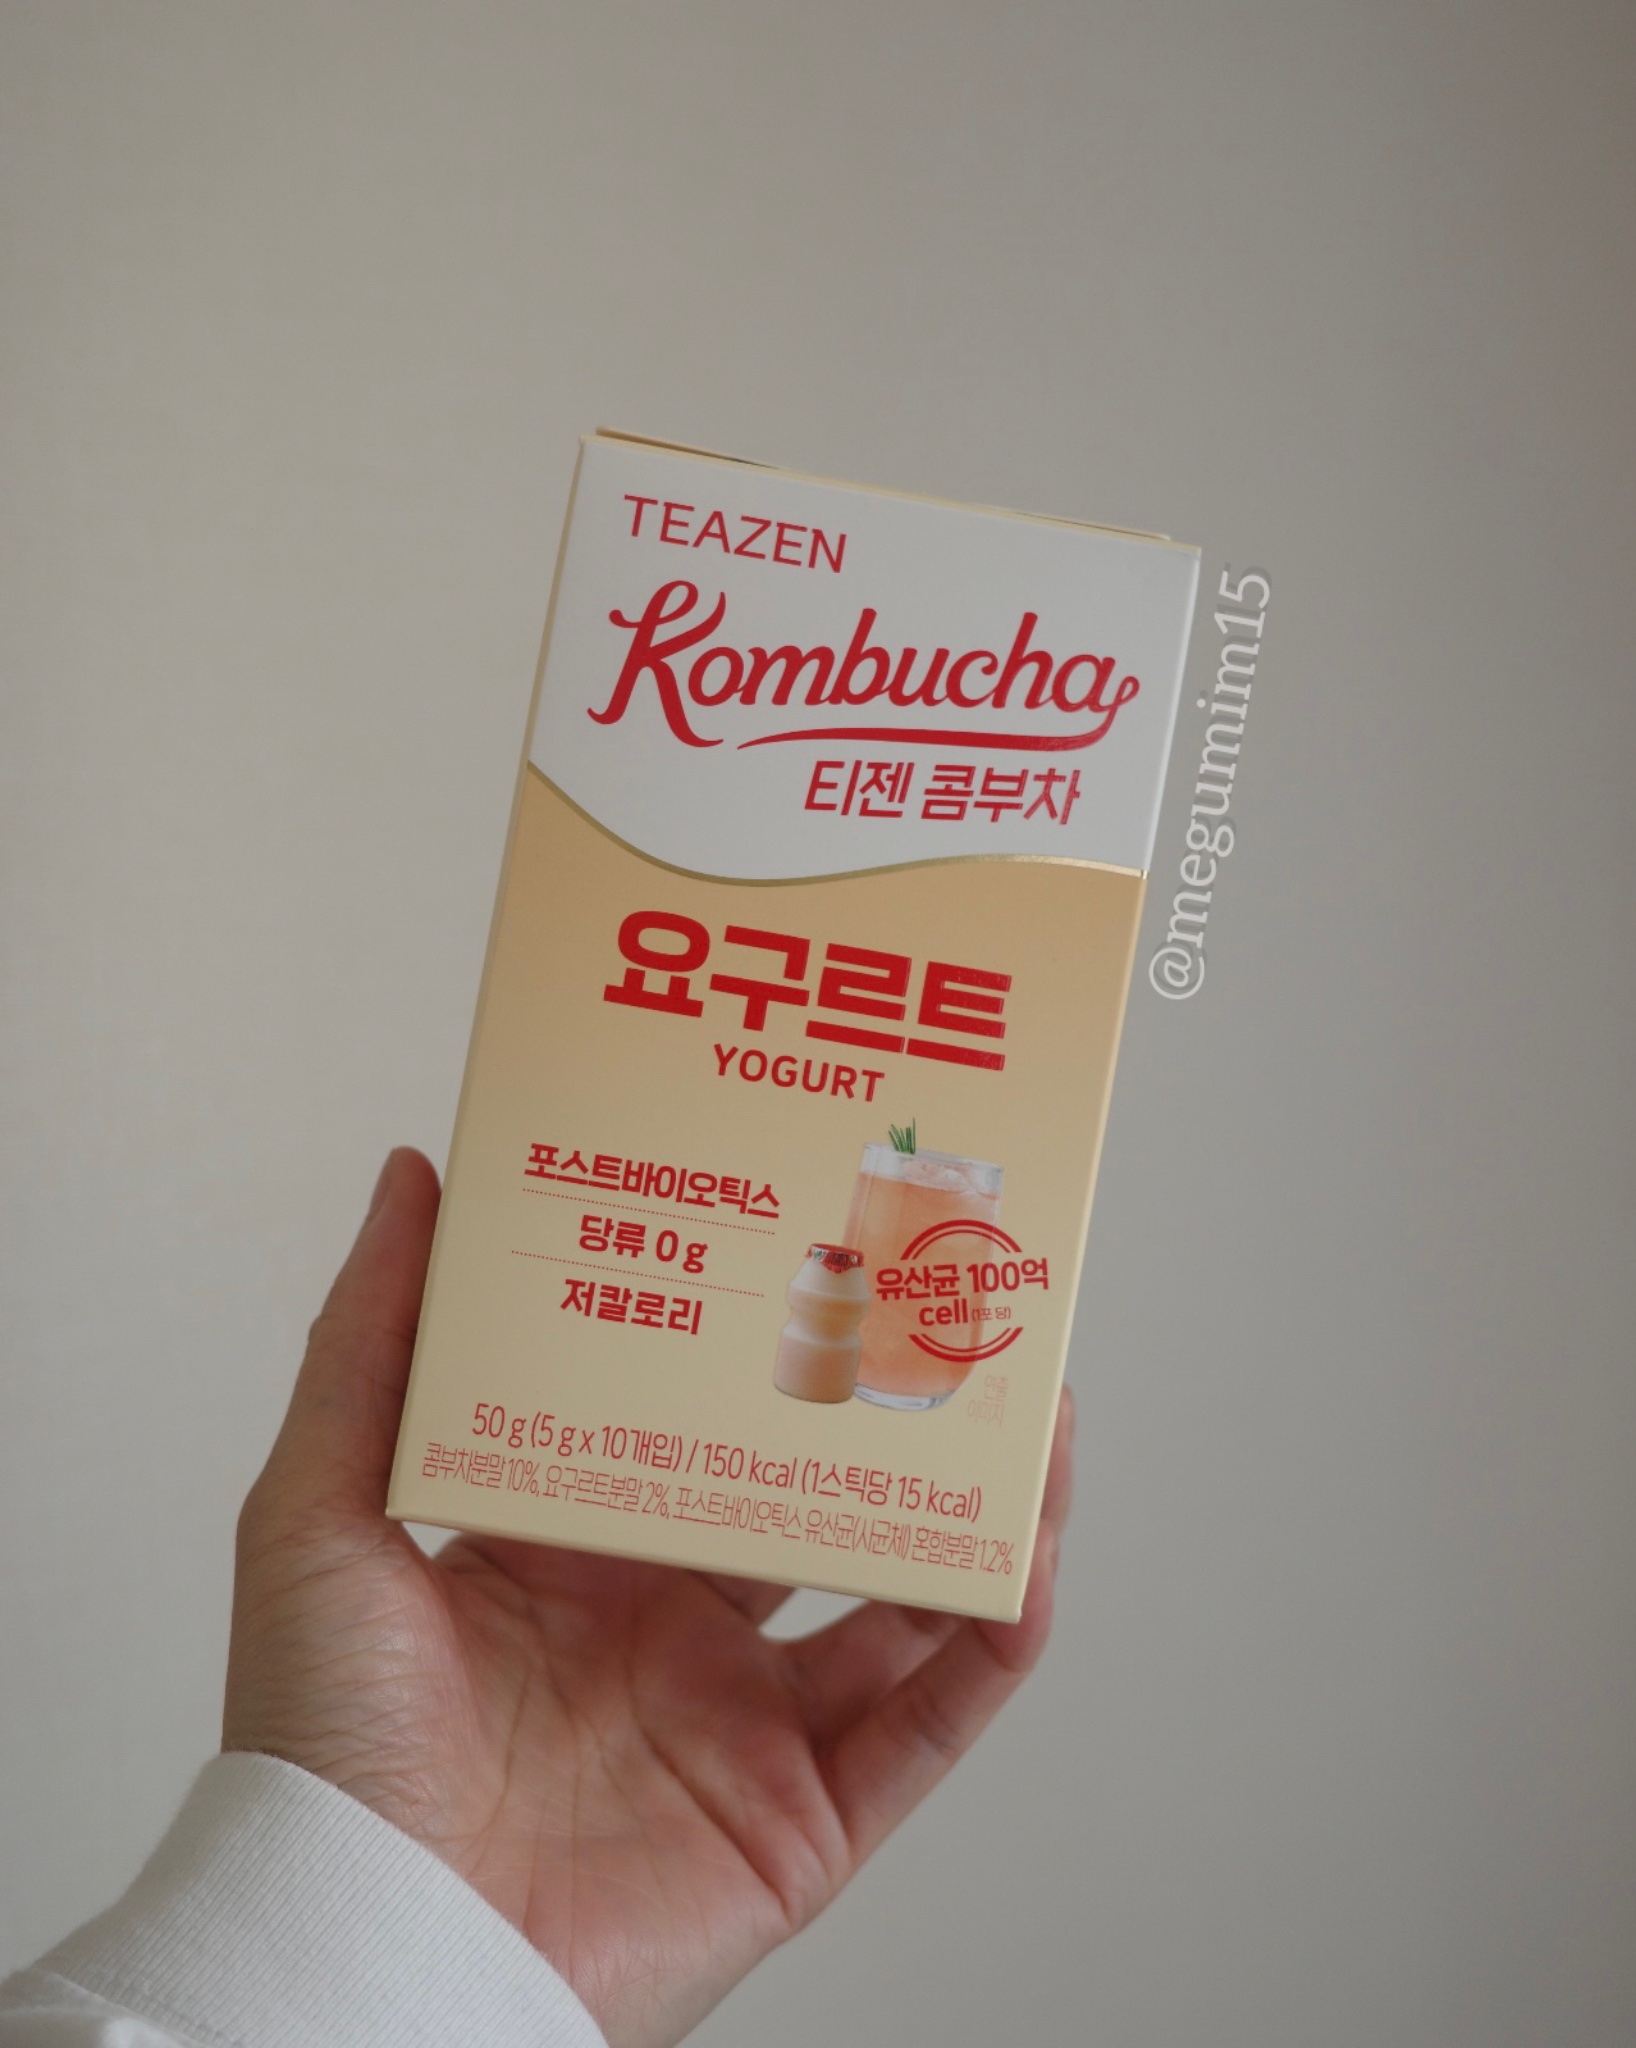 TEAZEN
Kombucha
티젠 콤부차
요구르트
YOGURT
포스트바이오틱스
당류 0 g
저칼로리
유산균 100억
cell (1포 당)
연출
이미지
50 g (5 g x 10개입) / 150 kcal (1스틱당 15 kcal)
콤부차분말 10%, 요구르트분말 2%, 포스트바이오틱스 유산균(사균체) 혼합분말 1.2%
@megumim15